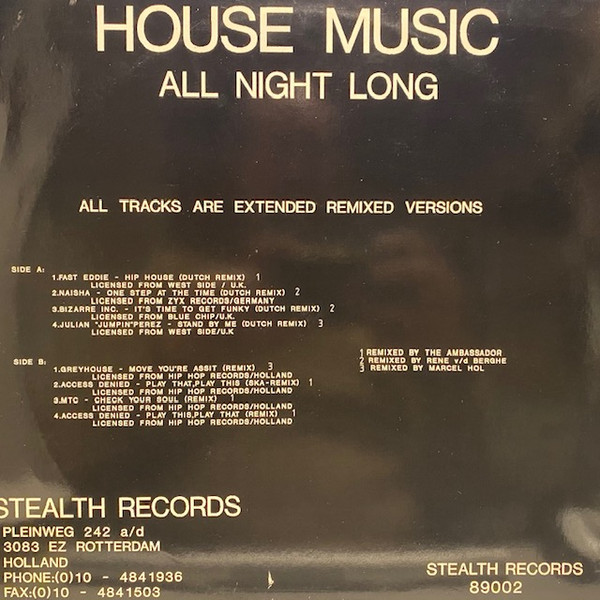 HOUSE MUSIC
ALL NIGHT LONG
ALL TRACKS ARE EXTENDED REMIXED VERSIONS
SIDE A:
1.FAST EDDIE - HIP HOUSE (DUTCH REMIX) 1
LICENSED FROM WEST SIDE / U.K.
2.NAISHA - ONE STEP AT THE TIME (DUTCH REMIX) 2
LICENSED FROM ZYX RECORDS/GERMANY
3.BIZARRE INC. - IT'S TIME TO GET FUNKY (DUTCH REMIX) 2
LICENSED FROM BLUE CHIP/U.K.
4.JULIAN "JUMPIN"PEREZ - STAND BY ME (DUTCH REMIX) 3
LICENSED FROM WEST SIDE/U.K
SIDE B:
1.GREYHOUSE - MOVE YOU'RE ASSIT (REMIX) 3
LICENSED FROM HIP HOP RECORDS/HOLLAND
2.ACCESS DENIED - PLAY THAT,PLAY THIS (SKA-REMIX) 1
LICENSED FROM HIP HOP RECORDS/HOLLAND
3.MTC - CHECK YOUR SOUL (REMIX) 1
LICENSED FROM HIP HOP RECORDS/HOLLAND
4.ACCESS DENIED - PLAY THIS,PLAY THAT (REMIX) 1
LICENSED FROM HIP HOP RECORDS/HOLLAND
1 REMIXED BY THE AMBASSADOR
2 REMIXED BY RENE v/d BERGHE
3 REMIXED BY MARCEL HOL
STEALTH RECORDS
PLEINWEG 242 a/d
3083 EZ ROTTERDAM
HOLLAND
PHONE:(0)10 - 4841936
FAX:(0)10 - 4841503
STEALTH RECORDS
89002